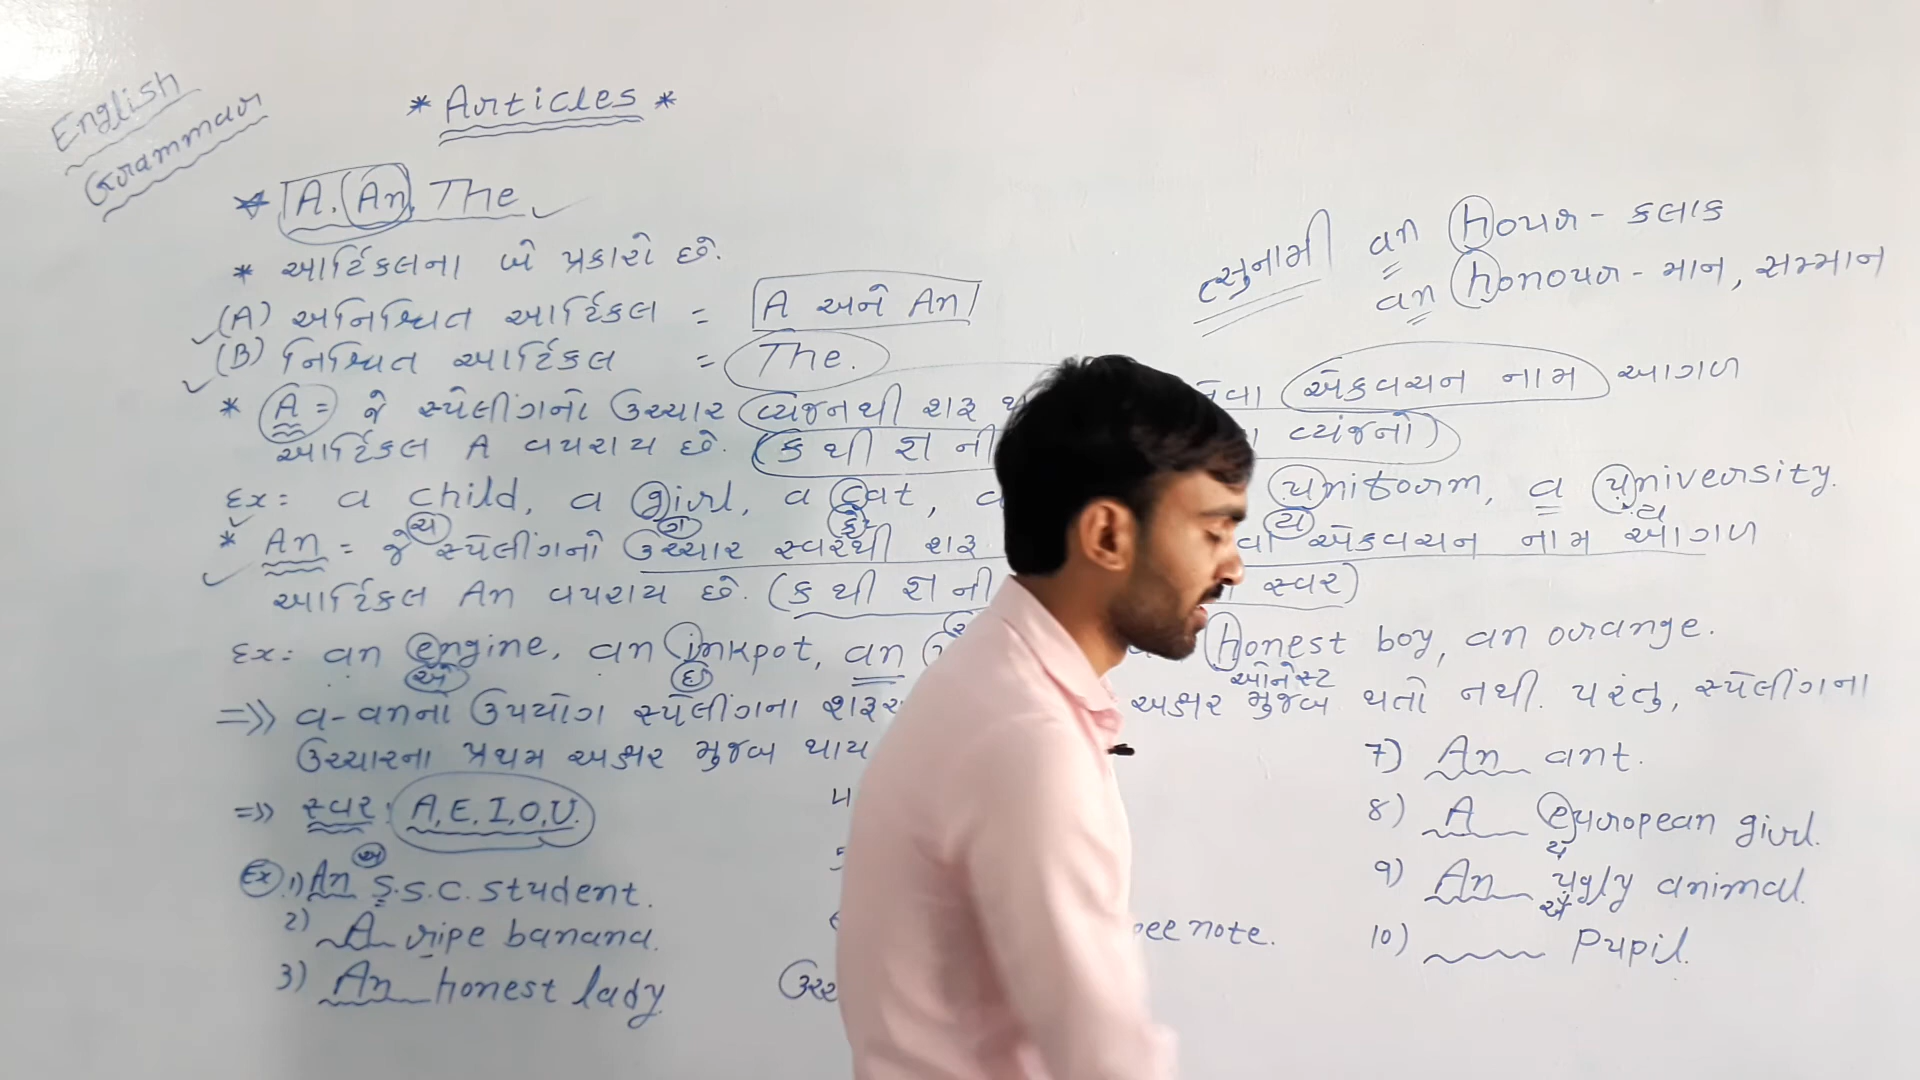 English
Grammar
* Articles *
* A, An, The
* આર્ટિકલના બે પ્રકારો છે.
(A) અનિશ્ચિત આર્ટિકલ = A અને An
(B) નિશ્ચિત આર્ટિકલ = The.
ત્સુનામી
an hour - કલાક
an honour - માન, સમ્માન
* A = જે સ્પેલીંગનો ઉચ્ચાર વ્યંજનથી શરૂ એકવચન નામ આગળ
આર્ટિકલ A વપરાય છે. (ક થી જ્ઞ ની વ્યંજનો)
Ex: a child, a girl, a cat, uniform, a university.
ચ ગ કે ય ય
* An = જે સ્પેલીંગનો ઉચ્ચાર સ્વરથી શરૂ એકવચન નામ આગળ
આર્ટિકલ An વપરાય છે. (ક થી જ્ઞ ની સ્વર)
Ex: an engine, an inkpot, an honest boy, an orange.
એ ઇ ઓનેસ્ટ
=>> a-anનો ઉપયોગ સ્પેલીંગના અક્ષર મુજબ થતો નથી. પરંતુ, સ્પેલીંગના
ઉચ્ચારના પ્રથમ અક્ષર મુજબ થાય
=>> સ્વર: A, E, I, O, U.
Ex 1) An S.S.C. student.
એ
2) A ripe banana.
3) An honest lady
note.
7) An ant.
8) A european girl.
ય
9) An ugly animal.
અ
10) ___ Pupil.